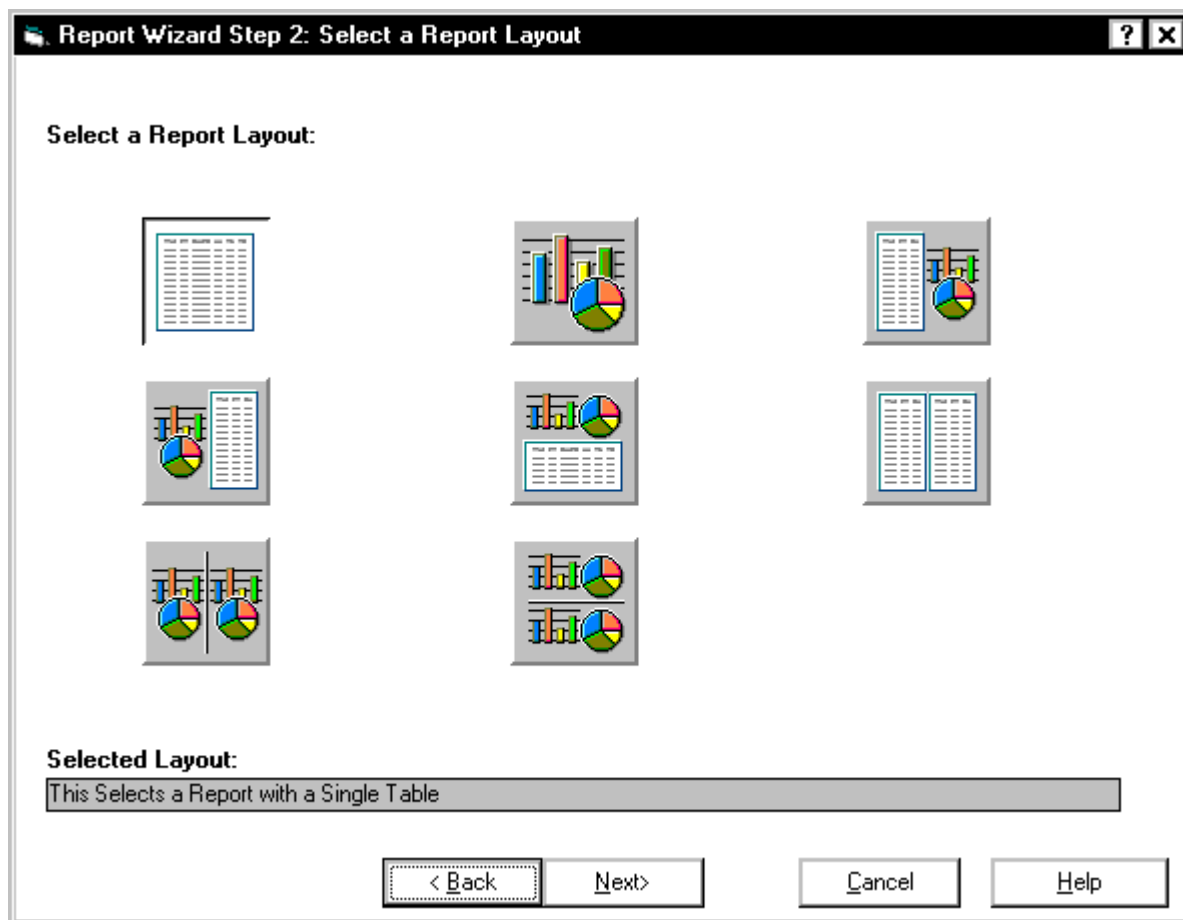 Report Wizard Step 2: Select a Report Layout
Select a Report Layout:
Selected Layout:
This Selects a Report with a Single Table
< Back Next> Cancel Help